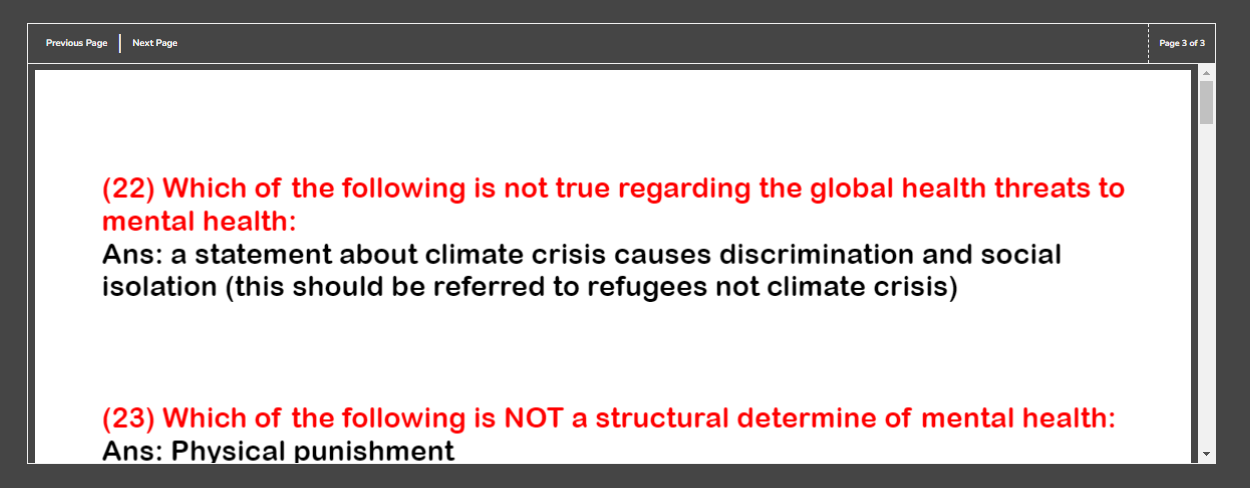 Previous Page
Next Page
Page 3 of 3
(22) Which of the following is not true regarding the global health threats to
mental health:
Ans: a statement about climate crisis causes discrimination and social
isolation (this should be referred to refugees not climate crisis)
(23) Which of the following is NOT a structural determine of mental health:
Ans: Physical punishment